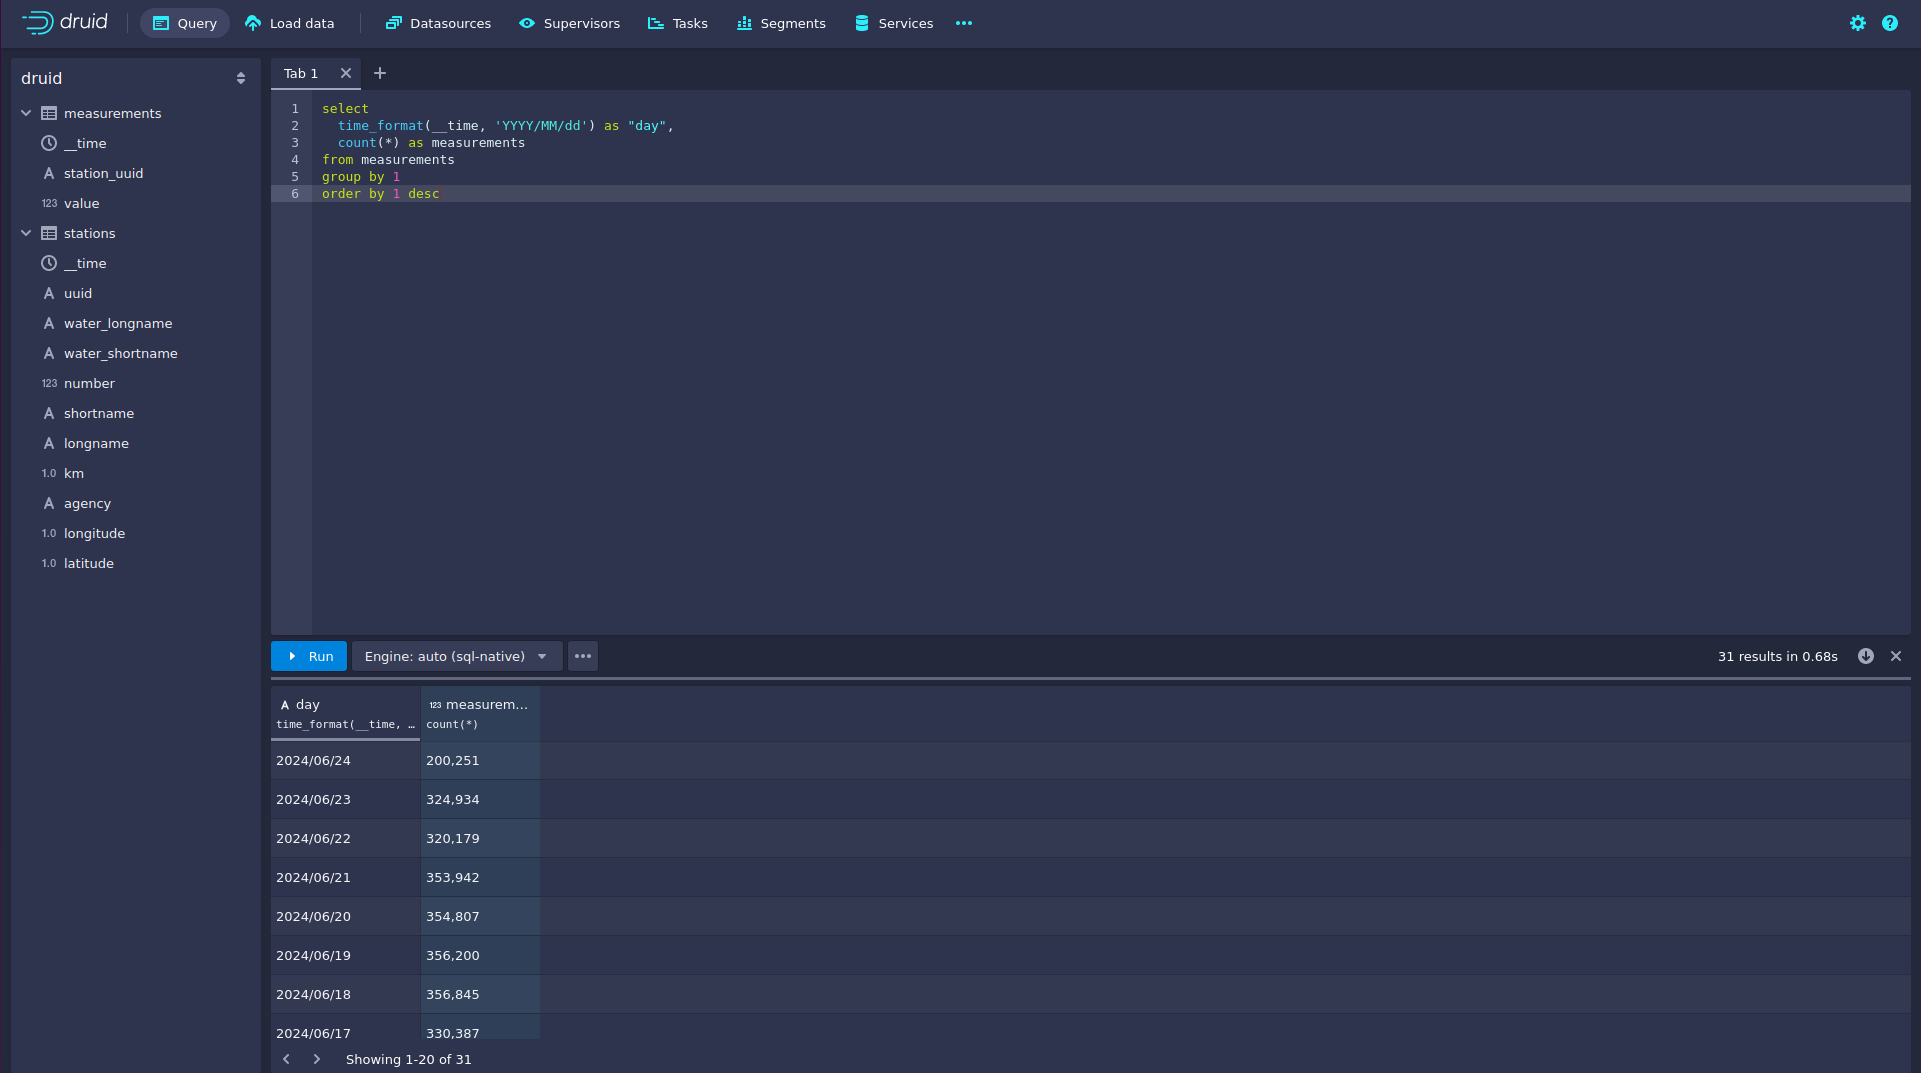 druid Query Load data Datasources Supervisors Tasks Segments Services
druid
measurements
__time
station_uuid
123 value
stations
__time
uuid
water_longname
water_shortname
123 number
shortname
longname
1.0 km
agency
1.0 longitude
1.0 latitude
Tab 1
1 select
2 time_format(__time, 'YYYY/MM/dd') as "day",
3 count(*) as measurements
4 from measurements
5 group by 1
6 order by 1 desc
Run Engine: auto (sql-native) 31 results in 0.68s
A day 123 measurem...
time_format(__time, … count(*)
2024/06/24 200,251
2024/06/23 324,934
2024/06/22 320,179
2024/06/21 353,942
2024/06/20 354,807
2024/06/19 356,200
2024/06/18 356,845
2024/06/17 330,387
Showing 1-20 of 31